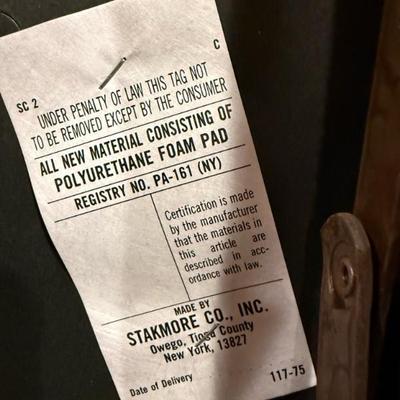 SC 2
C
UNDER PENALTY OF LAW THIS TAG NOT
TO BE REMOVED EXCEPT BY THE CONSUMER
ALL NEW MATERIAL CONSISTING OF
POLYURETHANE FOAM PAD
REGISTRY NO. PA-161 (NY)
Certification is made
by the manufacturer
that the materials in
this article are
described in acc-
ordance with law.
MADE BY
STAKMORE CO., INC.
Owego, Tioga County
New York, 13827
Date of Delivery
117-75